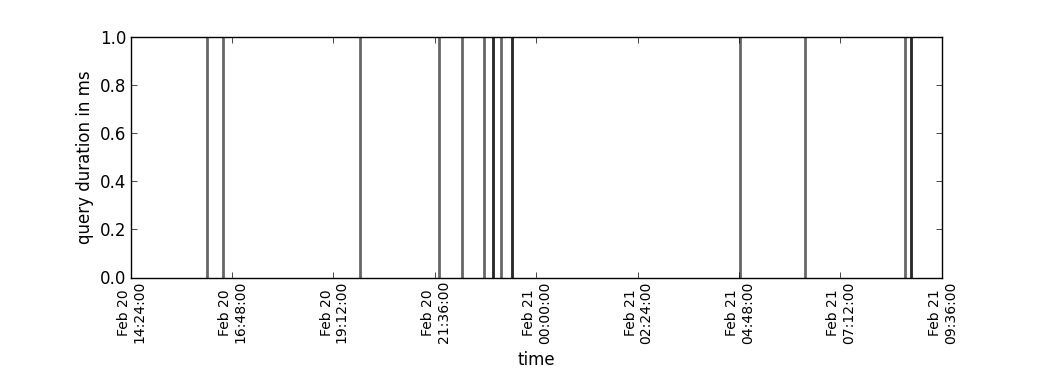 1.0
0.8
0.6
0.4
0.2
0.0
query duration in ms
Feb 20
14:24:00
Feb 20
16:48:00
Feb 20
19:12:00
Feb 20
21:36:00
Feb 21
00:00:00
Feb 21
02:24:00
Feb 21
04:48:00
Feb 21
07:12:00
Feb 21
09:36:00
time